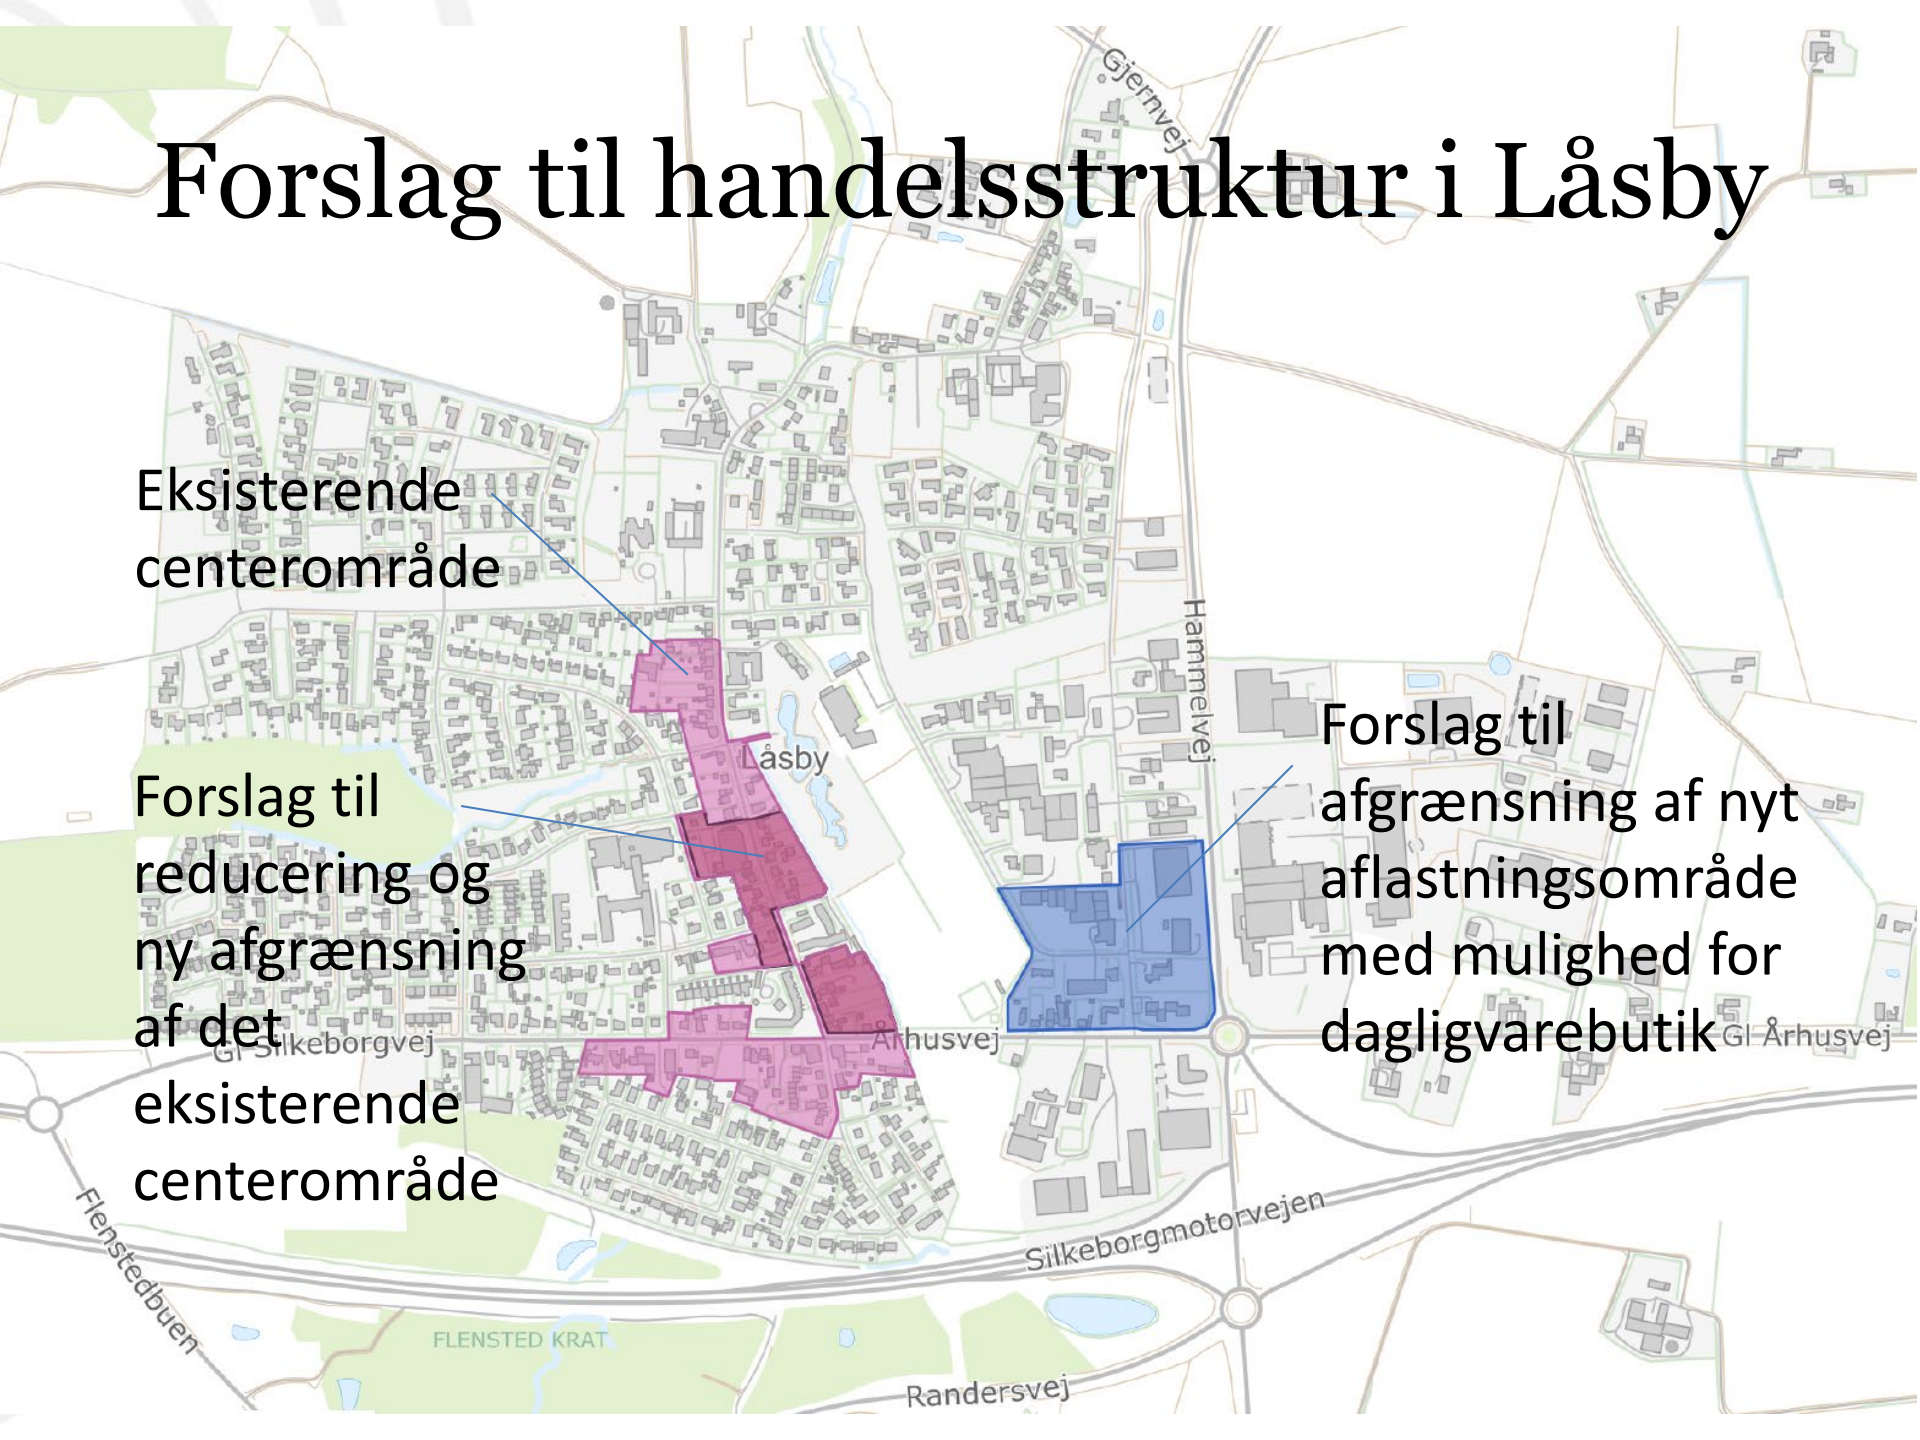 Forslag til handelsstruktur i Låsby
Gjernvej
Eksisterende
centerområde
Hammelvej
Forslag til
afgrænsning af nyt
aflastningsområde
med mulighed for
dagligvarebutik
Låsby
Forslag til
reducering og
ny afgrænsning
af det
eksisterende
centerområde
Gl Silkeborgvej
Århusvej
Gl Århusvej
Flenstedbuen
Silkeborgmotorvejen
FLENSTED KRAT
Randersvej